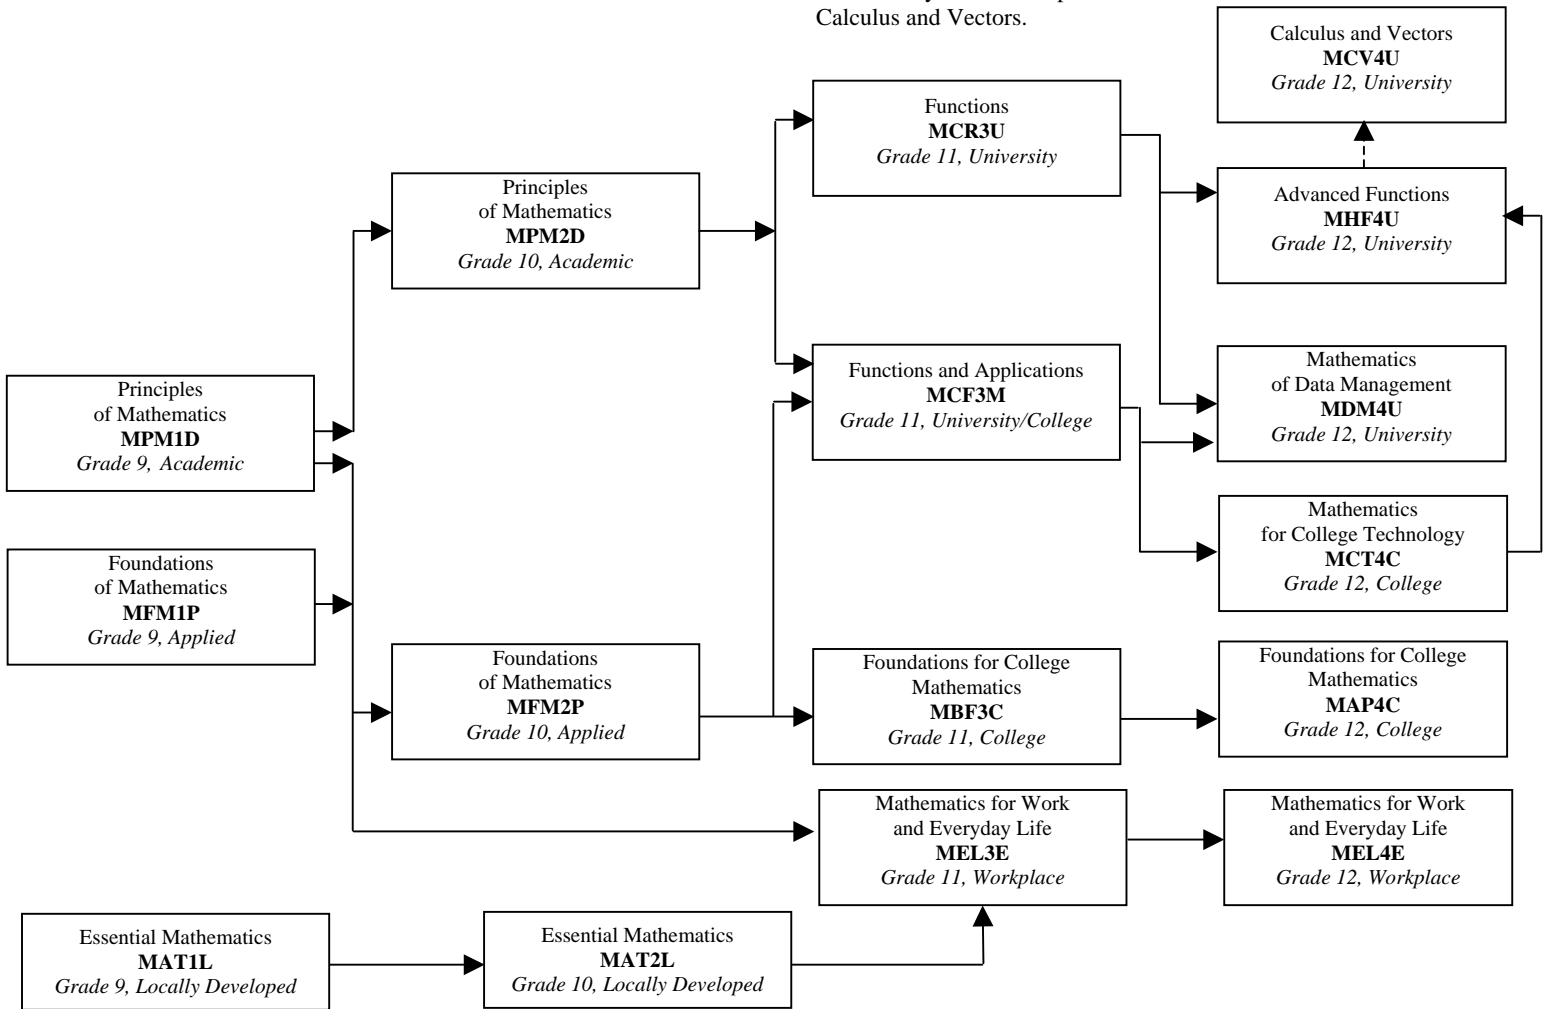 Calculus and Vectors.
Calculus and Vectors
MCV4U
Grade 12, University
Functions
MCR3U
Grade 11, University
Principles
of Mathematics
MPM2D
Grade 10, Academic
Advanced Functions
MHF4U
Grade 12, University
Principles
of Mathematics
MPM1D
Grade 9, Academic
Functions and Applications
MCF3M
Grade 11, University/College
Mathematics
of Data Management
MDM4U
Grade 12, University
Mathematics
for College Technology
MCT4C
Grade 12, College
Foundations
of Mathematics
MFM1P
Grade 9, Applied
Foundations
of Mathematics
MFM2P
Grade 10, Applied
Foundations for College
Mathematics
MBF3C
Grade 11, College
Foundations for College
Mathematics
MAP4C
Grade 12, College
Mathematics for Work
and Everyday Life
MEL3E
Grade 11, Workplace
Mathematics for Work
and Everyday Life
MEL4E
Grade 12, Workplace
Essential Mathematics
MAT1L
Grade 9, Locally Developed
Essential Mathematics
MAT2L
Grade 10, Locally Developed